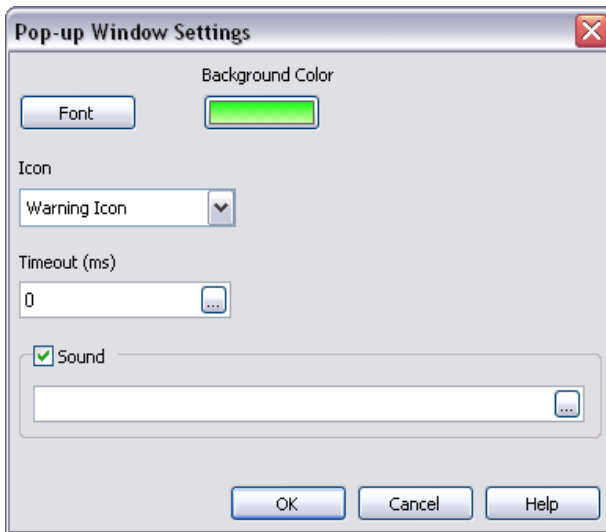 Pop-up Window Settings
Background Color
Font
Icon
Warning Icon
Timeout (ms)
0
...
Sound
...
OK Cancel Help